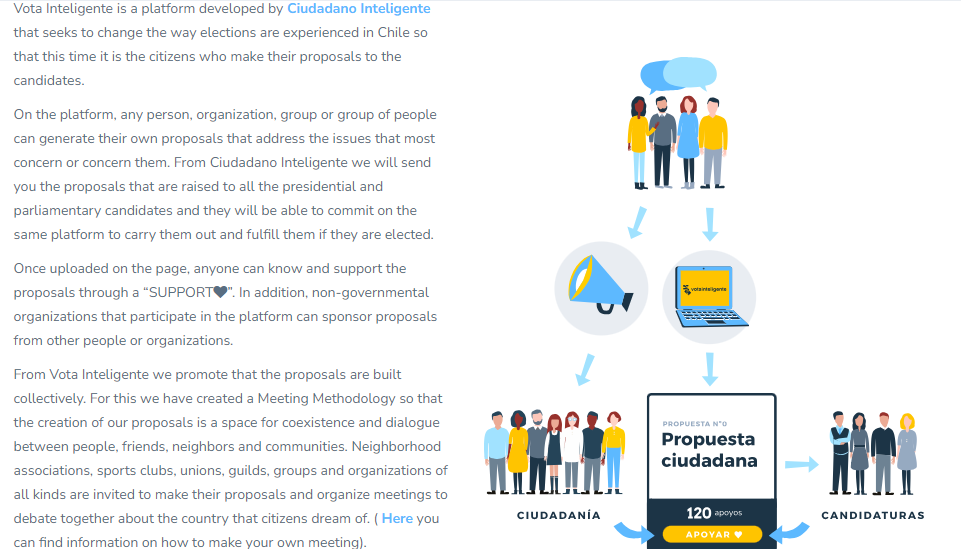 Vota Inteligente is a platform developed by Ciudadano Inteligente
that seeks to change the way elections are experienced in Chile so
that this time it is the citizens who make their proposals to the
candidates.
On the platform, any person, organization, group or group of people
can generate their own proposals that address the issues that most
concern or concern them. From Ciudadano Inteligente we will send
you the proposals that are raised to all the presidential and
parliamentary candidates and they will be able to commit on the
same platform to carry them out and fulfill them if they are elected.
Once uploaded on the page, anyone can know and support the
proposals through a “SUPPORT♥”. In addition, non-governmental
organizations that participate in the platform can sponsor proposals
from other people or organizations.
From Vota Inteligente we promote that the proposals are built
collectively. For this we have created a Meeting Methodology so that
the creation of our proposals is a space for coexistence and dialogue
between people, friends, neighbors and communities. Neighborhood
associations, sports clubs, unions, guilds, groups and organizations of
all kinds are invited to make their proposals and organize meetings to
debate together about the country that citizens dream of. ( Here you
can find information on how to make your own meeting).
votainteligente
PROPUESTA N°0
Propuesta
ciudadana
120 apoyos
APOYAR ♥
CIUDADANÍA
CANDIDATURAS